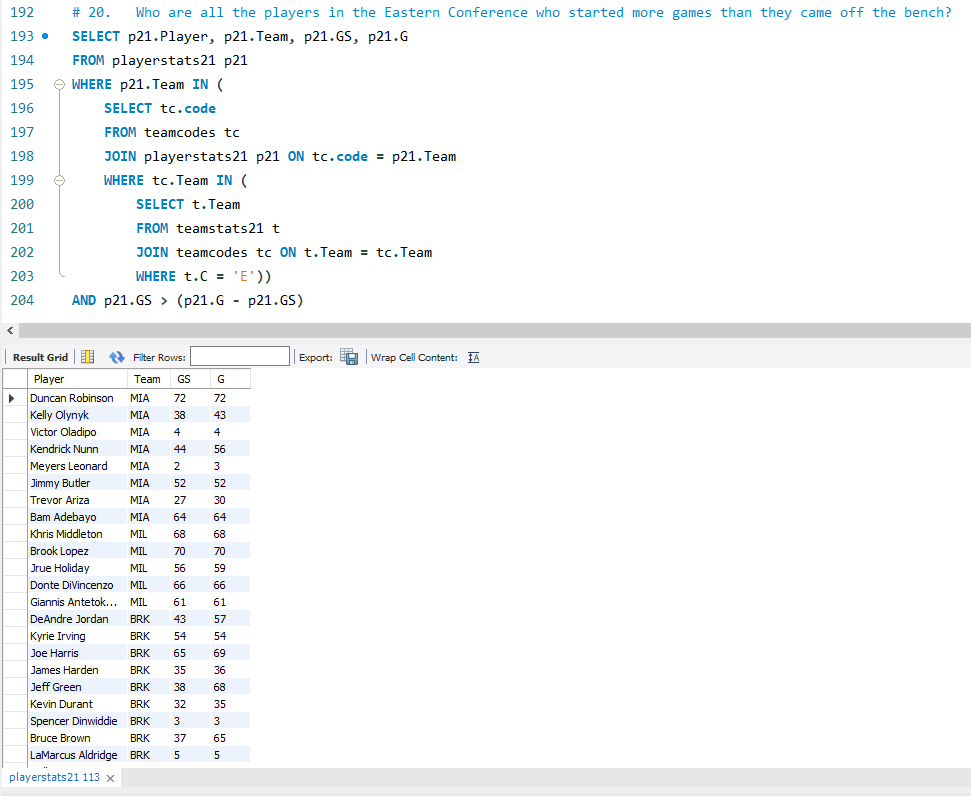 192 # 20. Who are all the players in the Eastern Conference who started more games than they came off the bench?
193 SELECT p21.Player, p21.Team, p21.GS, p21.G
194 FROM playerstats21 p21
195 WHERE p21.Team IN (
196 SELECT tc.code
197 FROM teamcodes tc
198 JOIN playerstats21 p21 ON tc.code = p21.Team
199 WHERE tc.Team IN (
200 SELECT t.Team
201 FROM teamstats21 t
202 JOIN teamcodes tc ON t.Team = tc.Team
203 WHERE t.C = 'E'))
204 AND p21.GS > (p21.G - p21.GS)
Result Grid Filter Rows: Export: Wrap Cell Content: IA
Player Team GS G
Duncan Robinson MIA 72 72
Kelly Olynyk MIA 38 43
Victor Oladipo MIA 4 4
Kendrick Nunn MIA 44 56
Meyers Leonard MIA 2 3
Jimmy Butler MIA 52 52
Trevor Ariza MIA 27 30
Bam Adebayo MIA 64 64
Khris Middleton MIL 68 68
Brook Lopez MIL 70 70
Jrue Holiday MIL 56 59
Donte DiVincenzo MIL 66 66
Giannis Antetok... MIL 61 61
DeAndre Jordan BRK 43 57
Kyrie Irving BRK 54 54
Joe Harris BRK 65 69
James Harden BRK 35 36
Jeff Green BRK 38 68
Kevin Durant BRK 32 35
Spencer Dinwiddie BRK 3 3
Bruce Brown BRK 37 65
LaMarcus Aldridge BRK 5 5
playerstats21 113